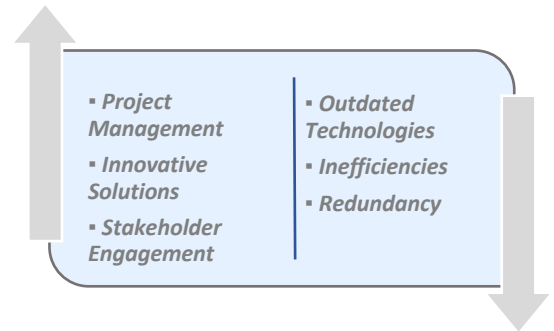 ▪ Project
Management
▪ Innovative
Solutions
▪ Stakeholder
Engagement
▪ Outdated
Technologies
▪ Inefficiencies
▪ Redundancy